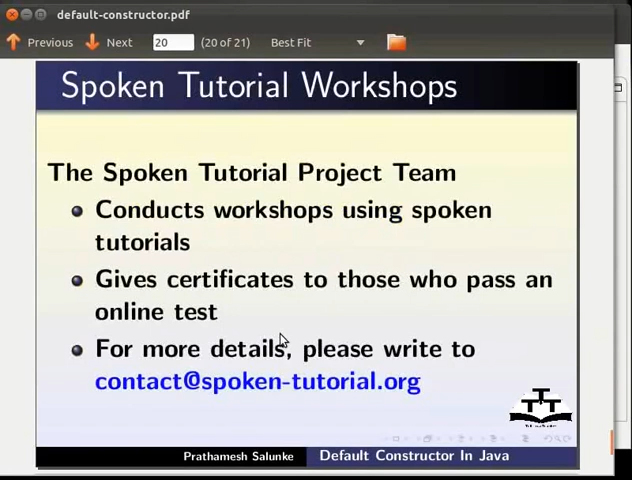 default-constructor.pdf
Previous Next 20 (20 of 21) Best Fit
Spoken Tutorial Workshops
The Spoken Tutorial Project Team
Conducts workshops using spoken
tutorials
Gives certificates to those who pass an
online test
For more details, please write to
contact@spoken-tutorial.org
Prathamesh Salunke Default Constructor In Java